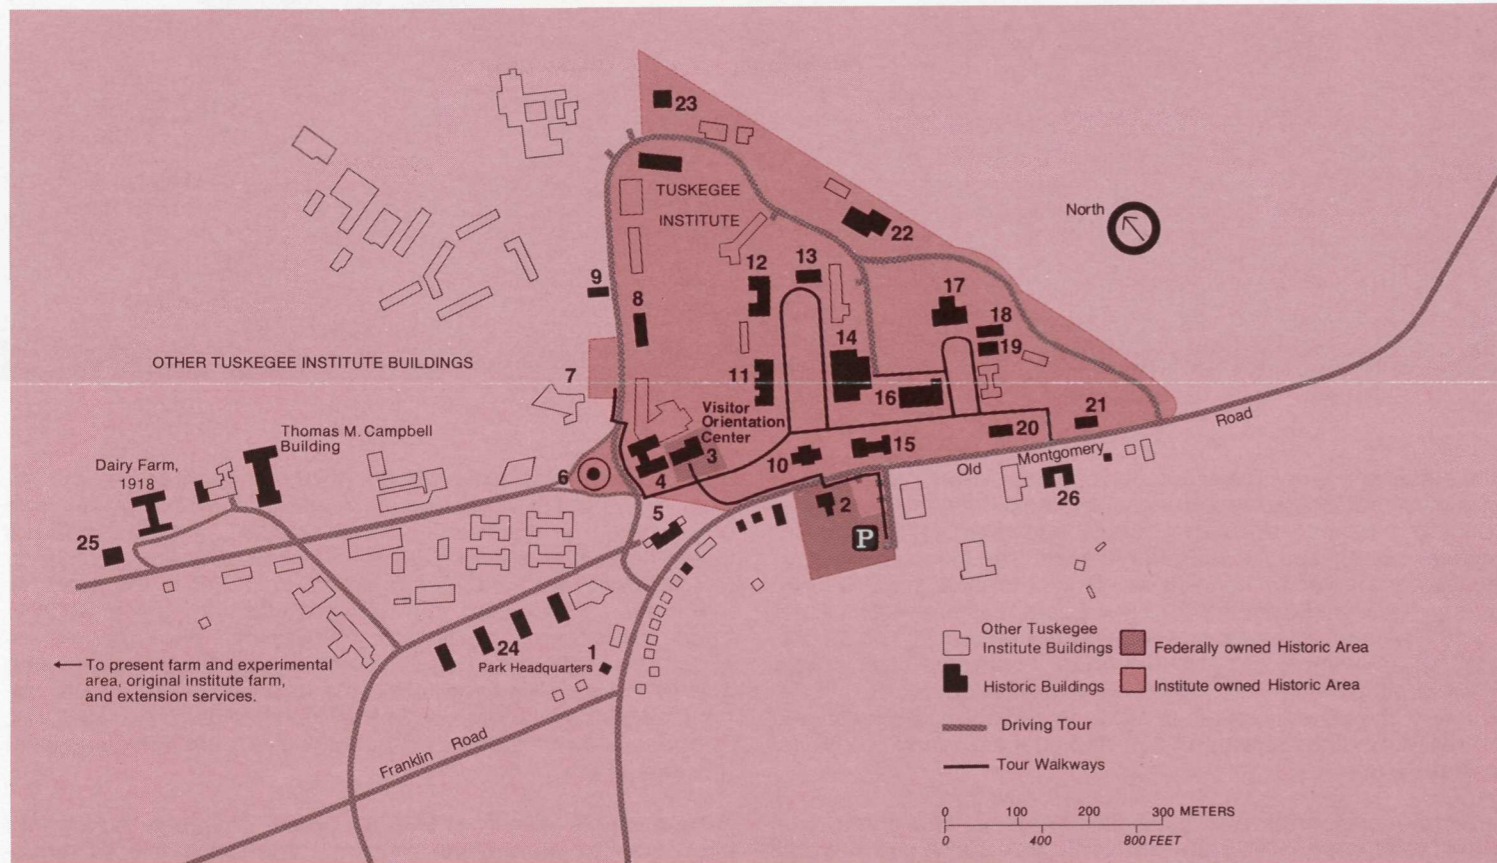 23
TUSKEGEE
INSTITUTE
22
North
9
8
12
13
17
18
19
14
OTHER TUSKEGEE INSTITUTE BUILDINGS
7
11
16
Visitor
Orientation
Center
21
20
Road
Thomas M. Campbell
Building
Dairy Farm,
1918
3
10
15
Old Montgomery
6
4
26
25
5
2
P
24
1
Park Headquarters
To present farm and experimental
area, original institute farm,
and extension services.
Franklin Road
Other Tuskegee
Institute Buildings
Federally owned Historic Area
Historic Buildings
Institute owned Historic Area
Driving Tour
Tour Walkways
0 100 200 300 METERS
0 400 800 FEET